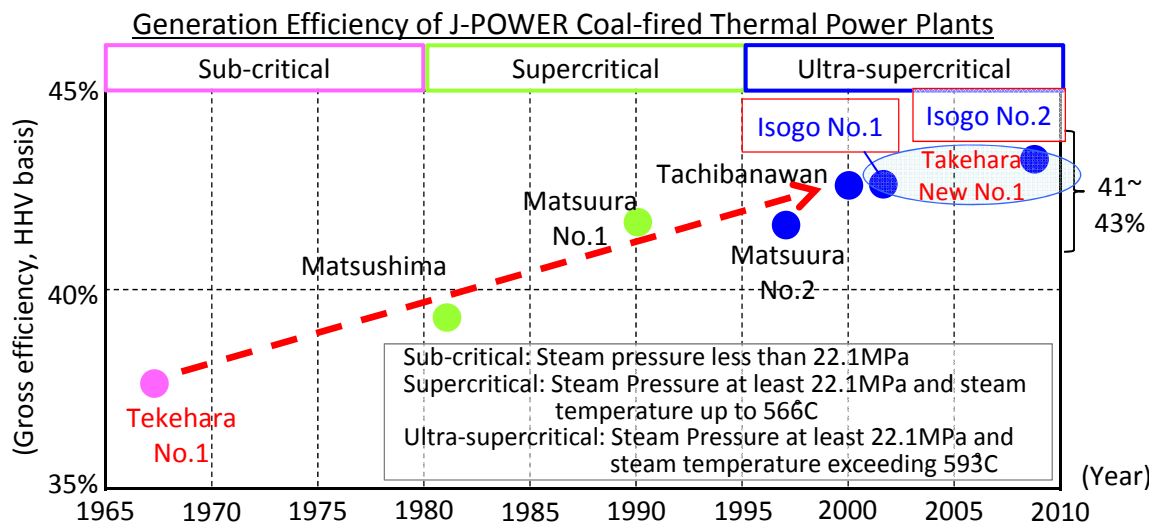 Generation Efficiency of J-POWER Coal-fired Thermal Power Plants
Sub-critical
Supercritical
Ultra-supercritical
(Gross efficiency, HHV basis)
45%
40%
35%
Isogo No.1
Isogo No.2
Tachibanawan
Takehara
New No.1
41~
43%
Matsuura
No.1
Matsuura
No.2
Matsushima
Tekehara
No.1
Sub-critical: Steam pressure less than 22.1MPa
Supercritical: Steam Pressure at least 22.1MPa and steam
temperature up to 566℃
Ultra-supercritical: Steam Pressure at least 22.1MPa and
steam temperature exceeding 593℃
(Year)
1965
1970
1975
1980
1985
1990
1995
2000
2005
2010